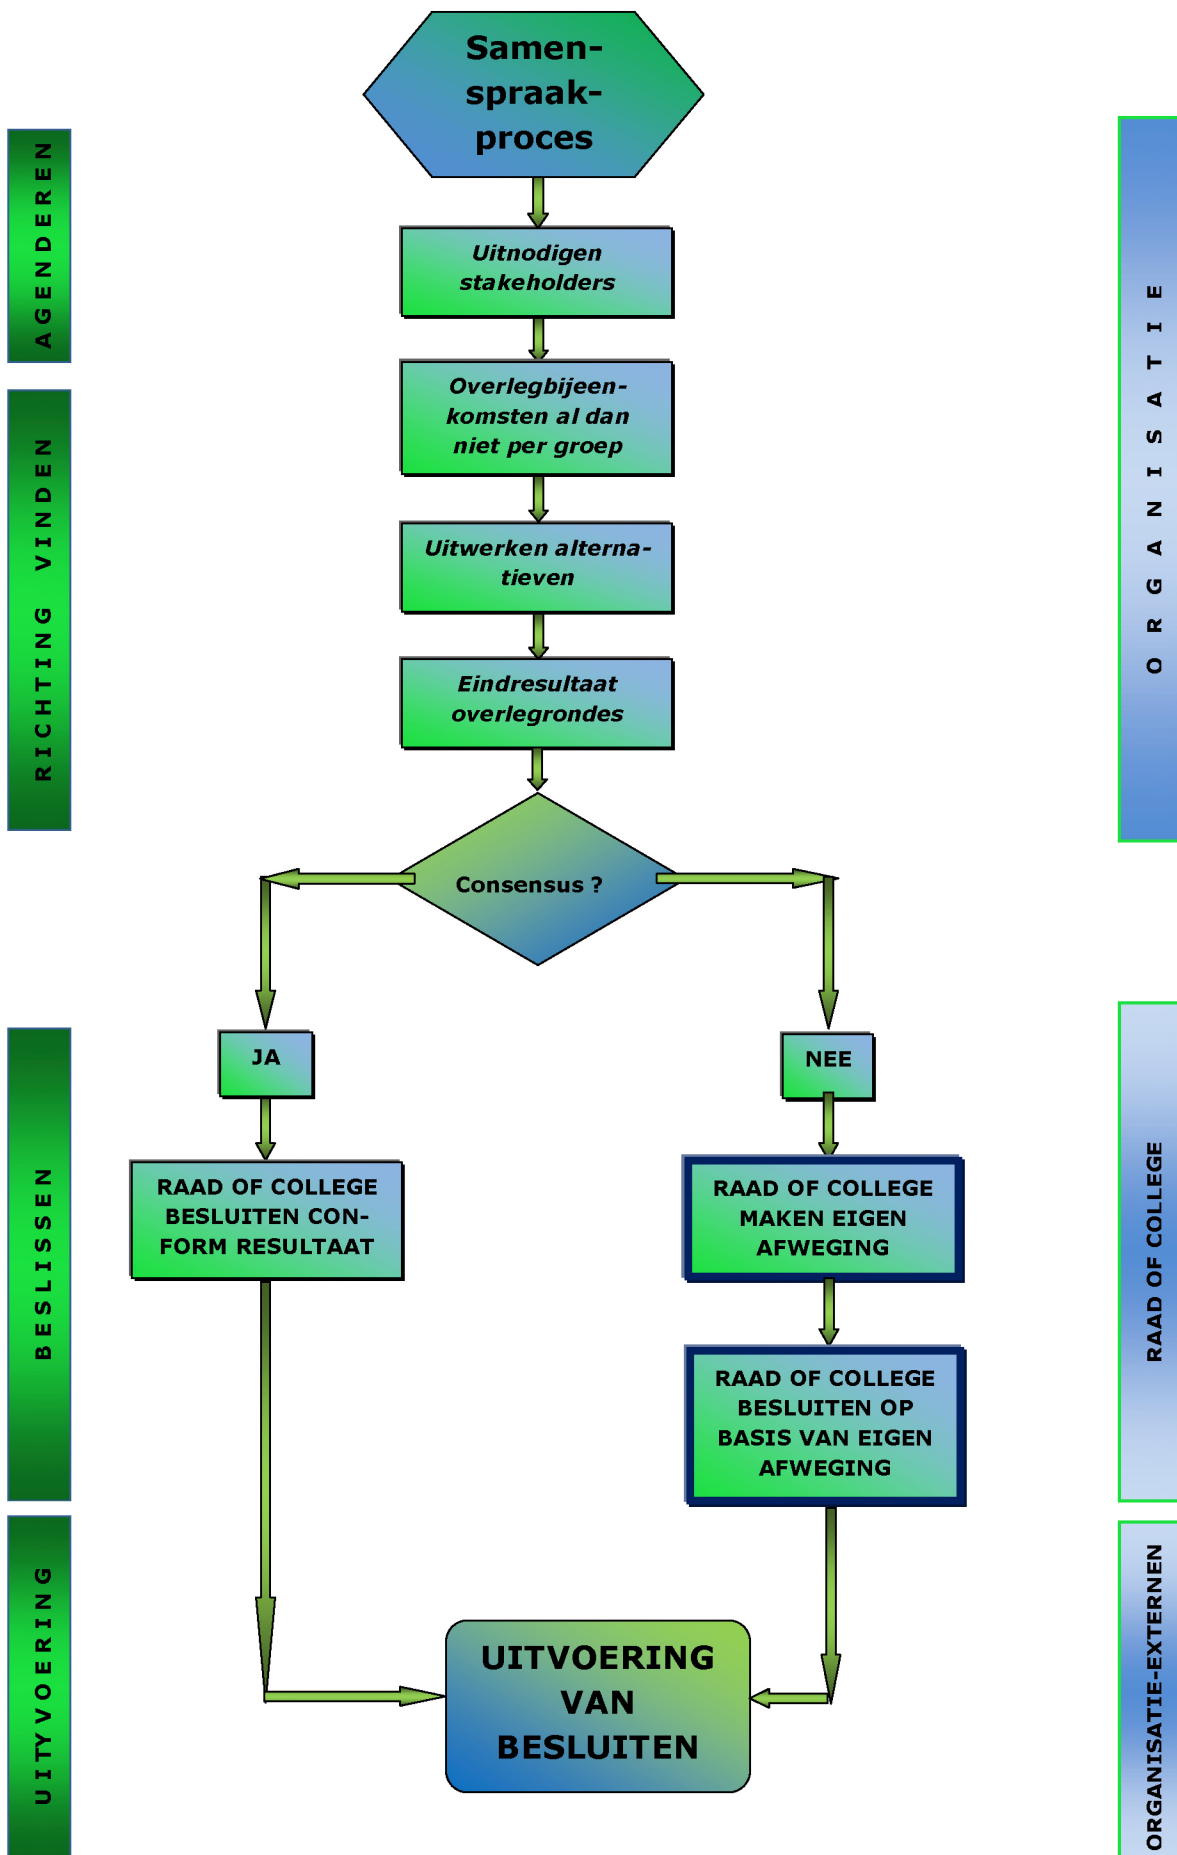 Samen-
spraak-
proces
AGENDEREN
Uitnodigen
stakeholders
ORGANISATIE
RICHTING VINDEN
Overlegbijeen-
komsten al dan
niet per groep
Uitwerken alterna-
tieven
Eindresultaat
overlegrondes
Consensus ?
JA
NEE
BESLISSEN
RAAD OF COLLEGE
BESLUITEN CON-
FORM RESULTAAT
RAAD OF COLLEGE
MAKEN EIGEN
AFWEGING
RAAD OF COLLEGE
RAAD OF COLLEGE
BESLUITEN OP
BASIS VAN EIGEN
AFWEGING
UITYVOERING
UITVOERING
VAN
BESLUITEN
ORGANISATIE-EXTERNEN